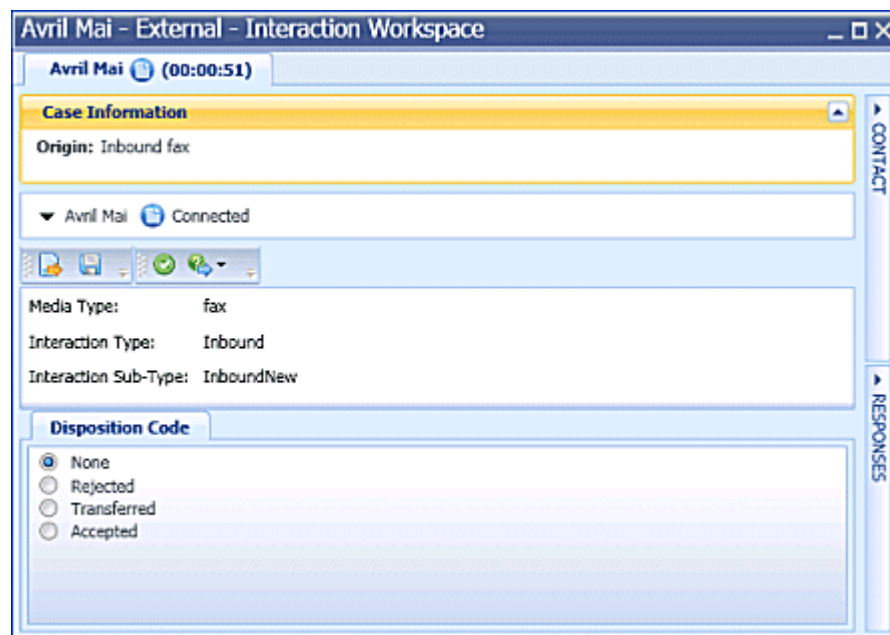 Avril Mai - External - Interaction Workspace
Avril Mai (00:00:51)
Case Information
Origin: Inbound fax
CONTACT
Avril Mai Connected
Media Type: fax
Interaction Type: Inbound
Interaction Sub-Type: InboundNew
RESPONSES
Disposition Code
None
Rejected
Transferred
Accepted